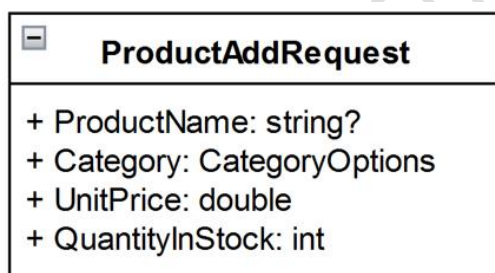 ProductAddRequest
+ ProductName: string?
+ Category: CategoryOptions
+ UnitPrice: double
+ QuantityInStock: int